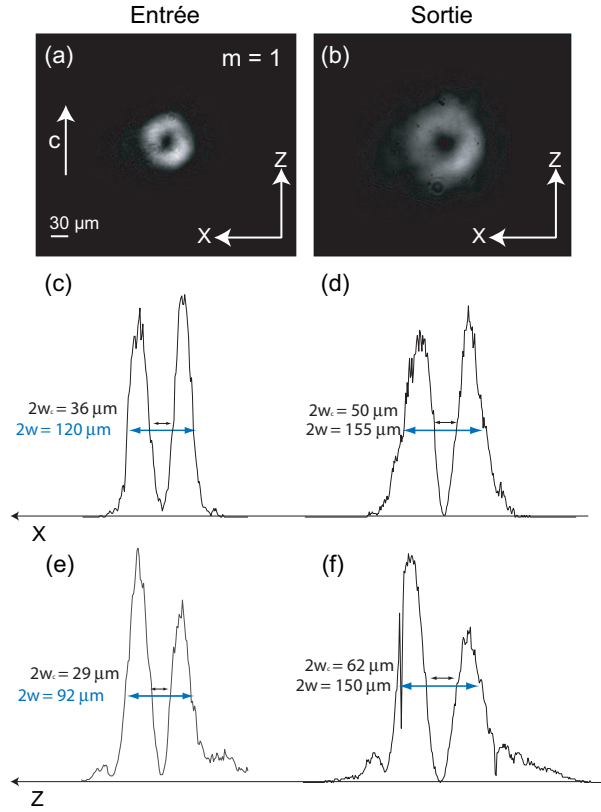 Entrée
Sortie
(a)
m = 1
(b)
c
Z
Z
30 µm
X
X
(c)
(d)
2wc = 36 µm
2w = 120 µm
2wc = 50 µm
2w = 155 µm
X
(e)
(f)
2wc = 29 µm
2w = 92 µm
2wc = 62 µm
2w = 150 µm
Z